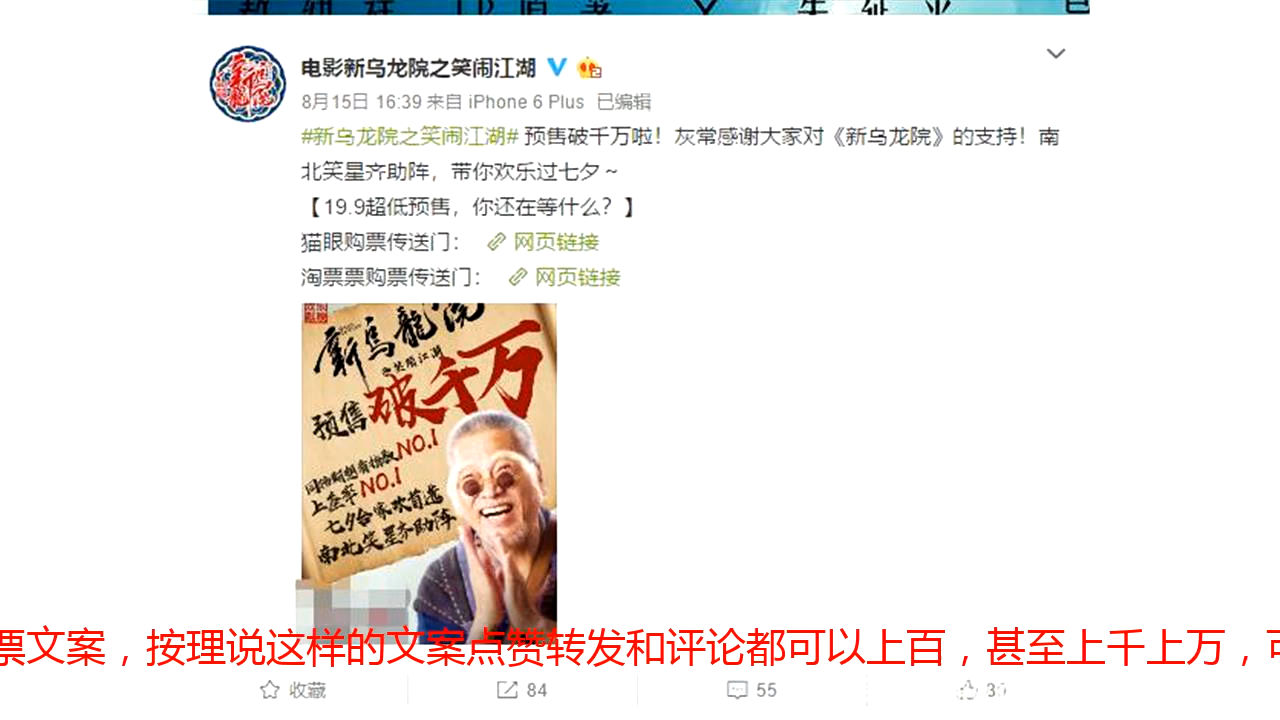 电影新乌龙院之笑闹江湖
8月15日 16:39 来自 iPhone 6 Plus 已编辑
#新乌龙院之笑闹江湖# 预售破千万啦！灰常感谢大家对《新乌龙院》的支持！南
北笑星齐助阵，带你欢乐过七夕～
【19.9超低预售，你还在等什么？】
猫眼购票传送门： 网页链接
淘票票购票传送门： 网页链接
新烏龍院
之笑闹江湖
预售破千万
NO.1
上座率NO.1
七夕合家欢首选
南北笑星齐助阵
票文案，按理说这样的文案点赞转发和评论都可以上百，甚至上千上万，可
收藏
84
55